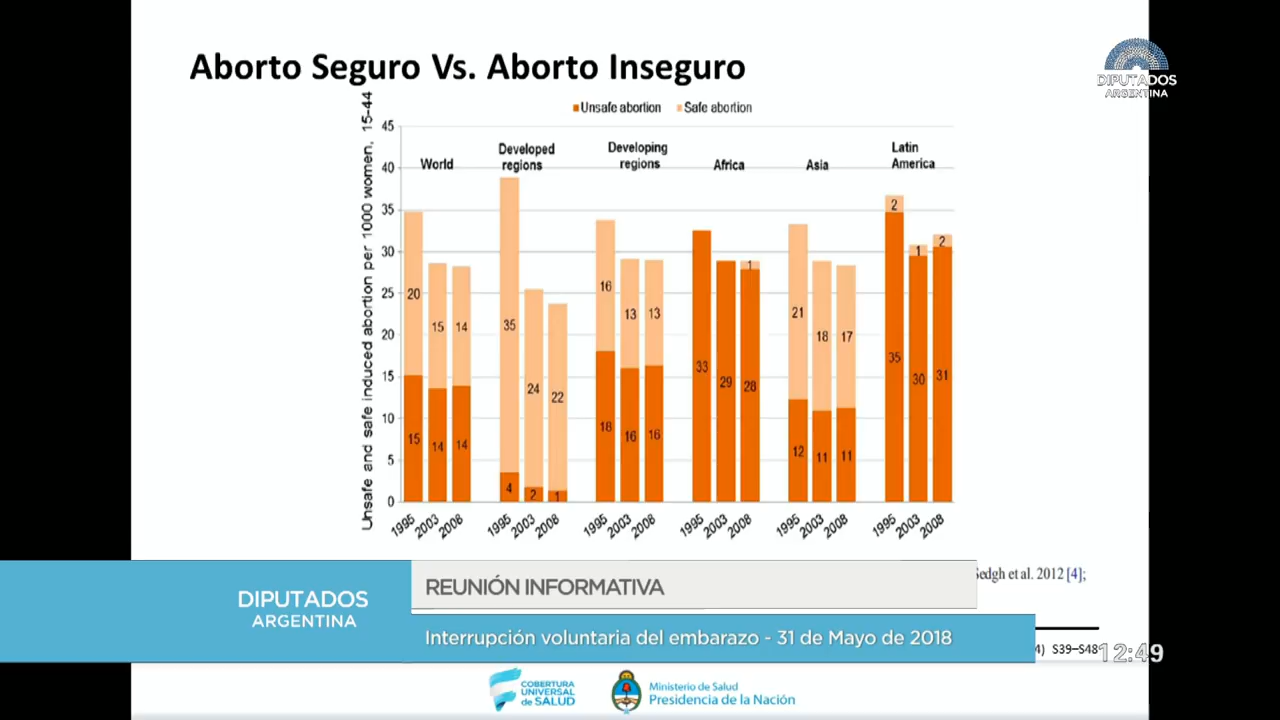 Aborto Seguro Vs. Aborto Inseguro
DIPUTADOS
ARGENTINA
Unsafe and safe induced abortion per 1000 women, 15-44
Unsafe abortion Safe abortion
45
40
35
30
25
20
15
10
5
0
World
Developed
regions
Developing
regions
Africa
Asia
Latin
America
20 15 14
15 14 14
35 24 22
4 2 1
16 13 13
18 16 16
1
33 29 28
21 18 17
12 11 11
2 1 2
35 30 31
1995 2003 2008
1995 2003 2008
1995 2003 2008
1995 2003 2008
1995 2003 2008
1995 2003 2008
Sedgh et al. 2012 [4];
DIPUTADOS
ARGENTINA
REUNIÓN INFORMATIVA
Interrupción voluntaria del embarazo - 31 de Mayo de 2018
4) S39–S48
12:49
COBERTURA
UNIVERSAL
de SALUD
Ministerio de Salud
Presidencia de la Nación